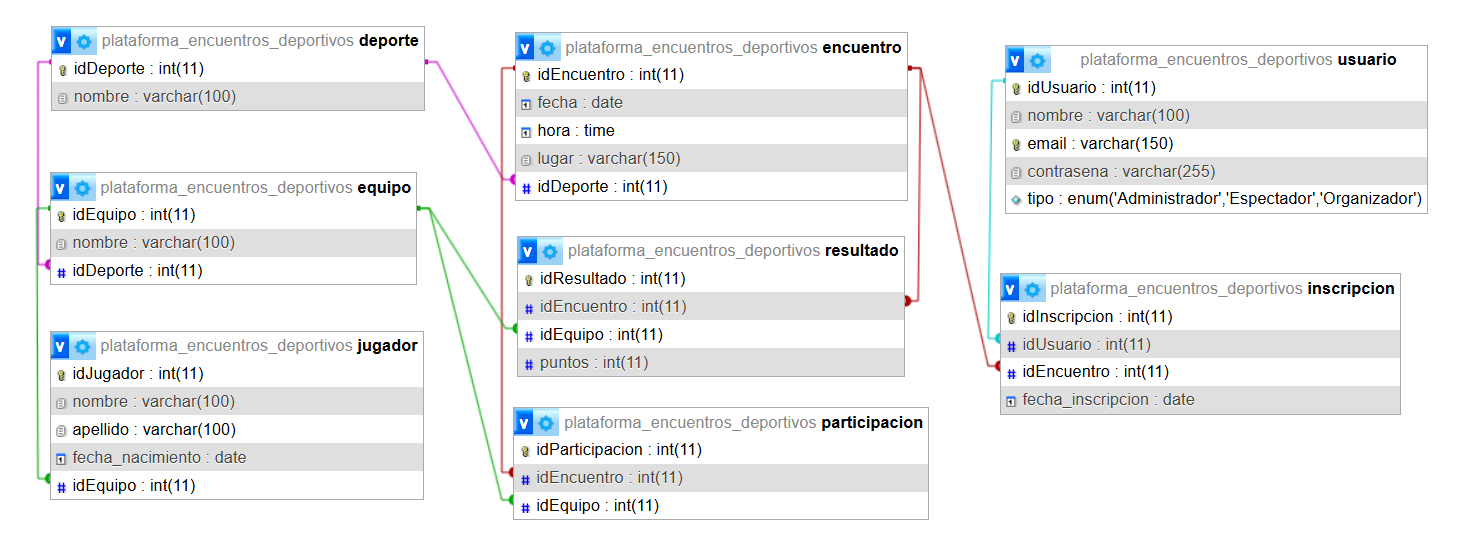 v plataforma_encuentros_deportivos deporte
idDeporte : int(11)
nombre : varchar(100)
v plataforma_encuentros_deportivos equipo
idEquipo : int(11)
nombre : varchar(100)
# idDeporte : int(11)
v plataforma_encuentros_deportivos jugador
idJugador : int(11)
nombre : varchar(100)
apellido : varchar(100)
fecha_nacimiento : date
# idEquipo : int(11)
v plataforma_encuentros_deportivos encuentro
idEncuentro : int(11)
fecha : date
hora : time
lugar : varchar(150)
# idDeporte : int(11)
v plataforma_encuentros_deportivos resultado
idResultado : int(11)
# idEncuentro : int(11)
# idEquipo : int(11)
# puntos : int(11)
v plataforma_encuentros_deportivos participacion
idParticipacion : int(11)
# idEncuentro : int(11)
# idEquipo : int(11)
v plataforma_encuentros_deportivos usuario
idUsuario : int(11)
nombre : varchar(100)
email : varchar(150)
contrasena : varchar(255)
tipo : enum('Administrador','Espectador','Organizador')
v plataforma_encuentros_deportivos inscripcion
idInscripcion : int(11)
# idUsuario : int(11)
# idEncuentro : int(11)
fecha_inscripcion : date